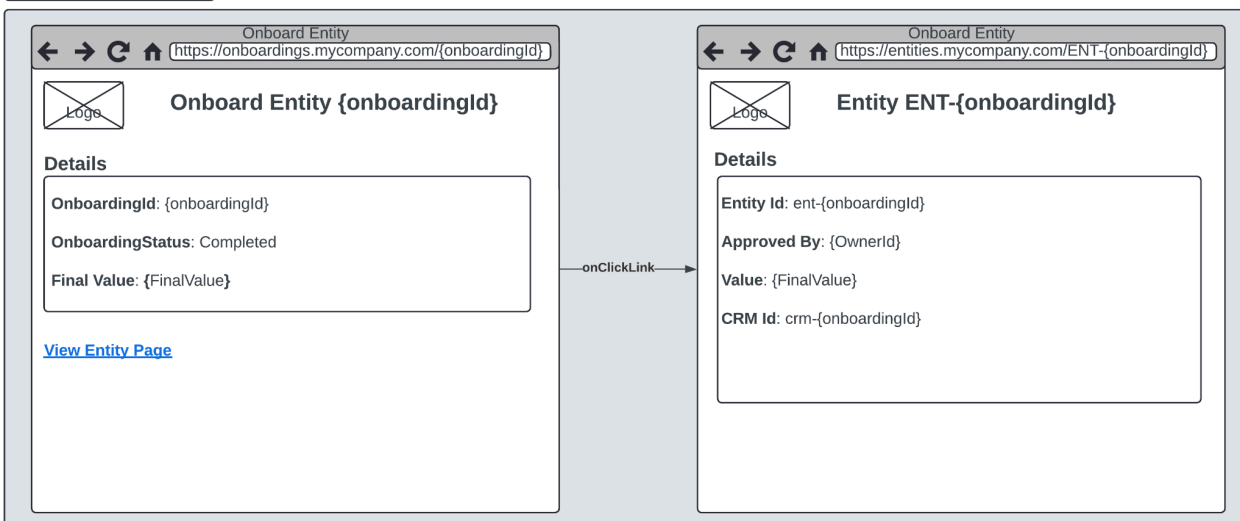 Onboard Entity
https://onboardings.mycompany.com/{onboardingId}
Logo
Onboard Entity {onboardingId}
Details
OnboardingId: {onboardingId}
OnboardingStatus: Completed
Final Value: {FinalValue}
View Entity Page
onClickLink
Onboard Entity
https://entities.mycompany.com/ENT-{onboardingId}
Logo
Entity ENT-{onboardingId}
Details
Entity Id: ent-{onboardingId}
Approved By: {OwnerId}
Value: {FinalValue}
CRM Id: crm-{onboardingId}